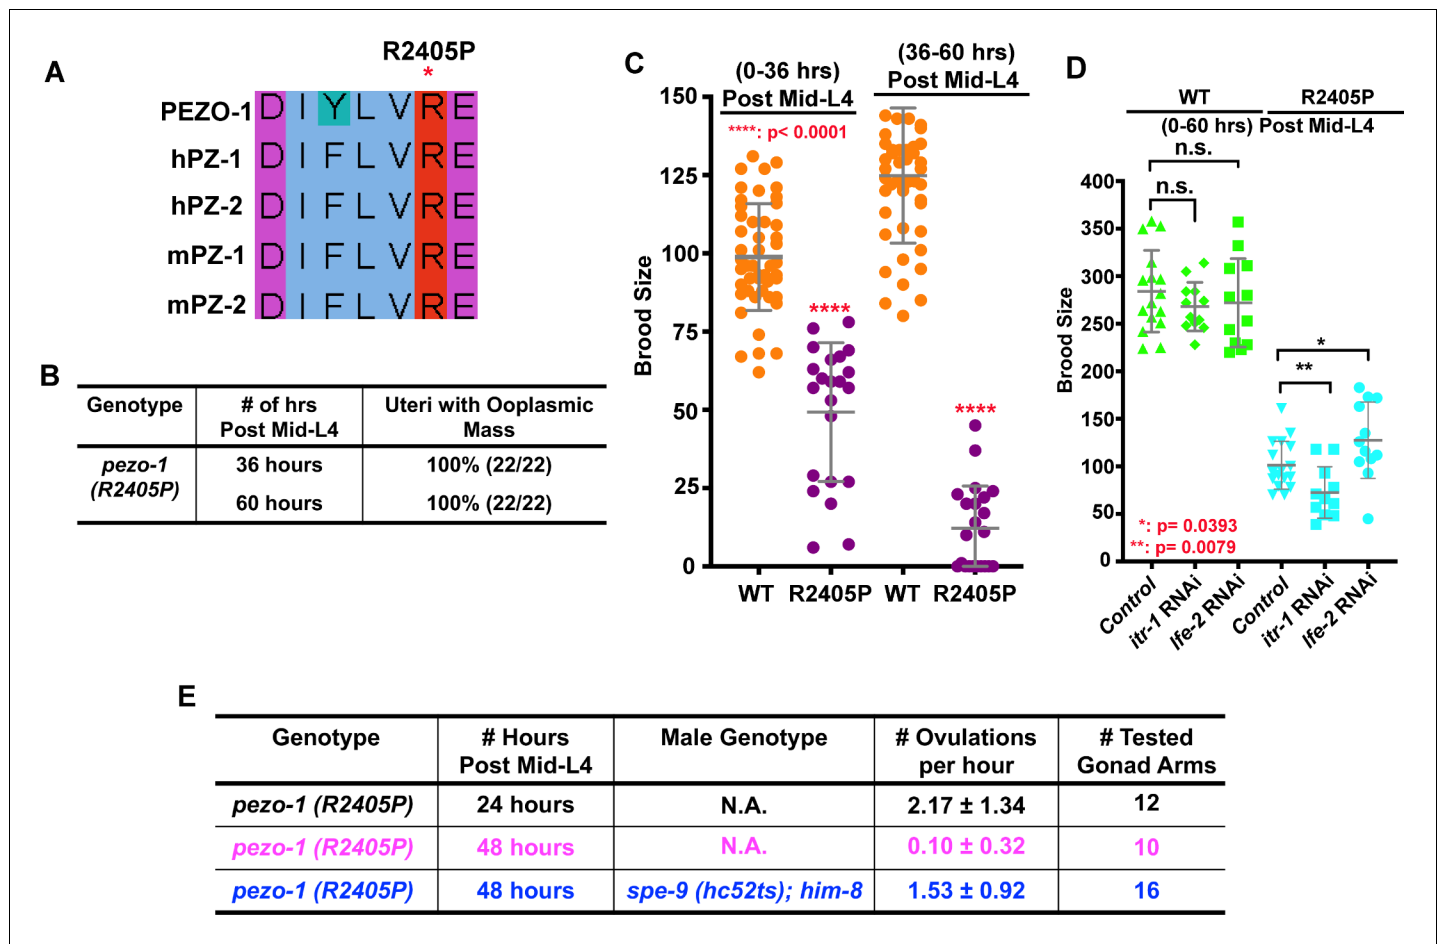 A
R2405P
*
PEZO-1 D I Y L V R E
hPZ-1 D I F L V R E
hPZ-2 D I F L V R E
mPZ-1 D I F L V R E
mPZ-2 D I F L V R E
B
Genotype # of hrs Post Mid-L4 Uteri with Ooplasmic Mass
pezo-1 (R2405P) 36 hours 100% (22/22)
60 hours 100% (22/22)
C
(0-36 hrs)
Post Mid-L4
(36-60 hrs)
Post Mid-L4
****: p< 0.0001
Brood Size
150
125
100
75
50
25
0
****
****
WT R2405P WT R2405P
D
WT R2405P
(0-60 hrs) Post Mid-L4
n.s.
n.s.
Brood Size
400
350
300
250
200
150
100
50
0
*
**
*: p= 0.0393
**: p= 0.0079
Control
itr-1 RNAi
lfe-2 RNAi
Control
itr-1 RNAi
lfe-2 RNAi
E
Genotype # Hours Post Mid-L4 Male Genotype # Ovulations per hour # Tested Gonad Arms
pezo-1 (R2405P) 24 hours N.A. 2.17 ± 1.34 12
pezo-1 (R2405P) 48 hours N.A. 0.10 ± 0.32 10
pezo-1 (R2405P) 48 hours spe-9 (hc52ts); him-8 1.53 ± 0.92 16